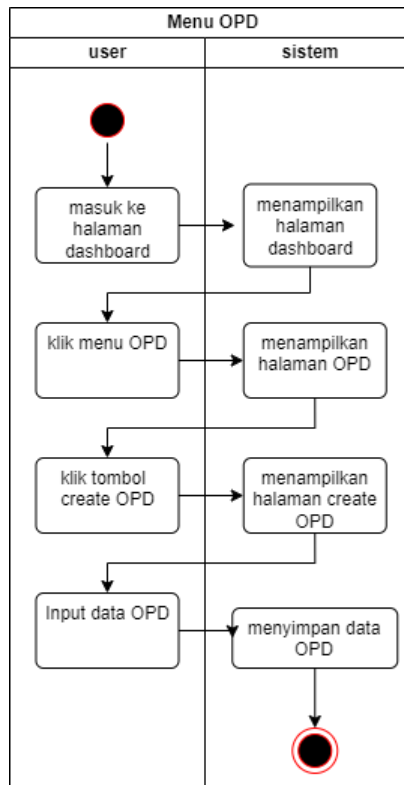 Menu OPD
user
sistem
masuk ke
halaman
dashboard
menampilkan
halaman
dashboard
klik menu OPD
menampilkan
halaman OPD
klik tombol
create OPD
menampilkan
halaman create
OPD
Input data OPD
menyimpan data
OPD